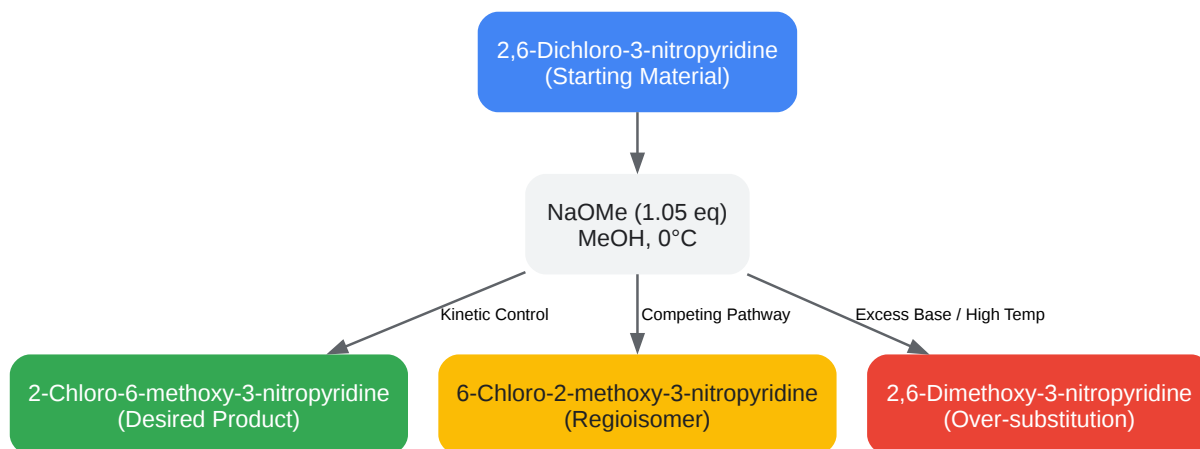 2,6-Dichloro-3-nitropyridine
(Starting Material)
NaOMe (1.05 eq)
MeOH, 0°C
Kinetic Control
Competing Pathway
Excess Base / High Temp
2-Chloro-6-methoxy-3-nitropyridine
(Desired Product)
6-Chloro-2-methoxy-3-nitropyridine
(Regioisomer)
2,6-Dimethoxy-3-nitropyridine
(Over-substitution)